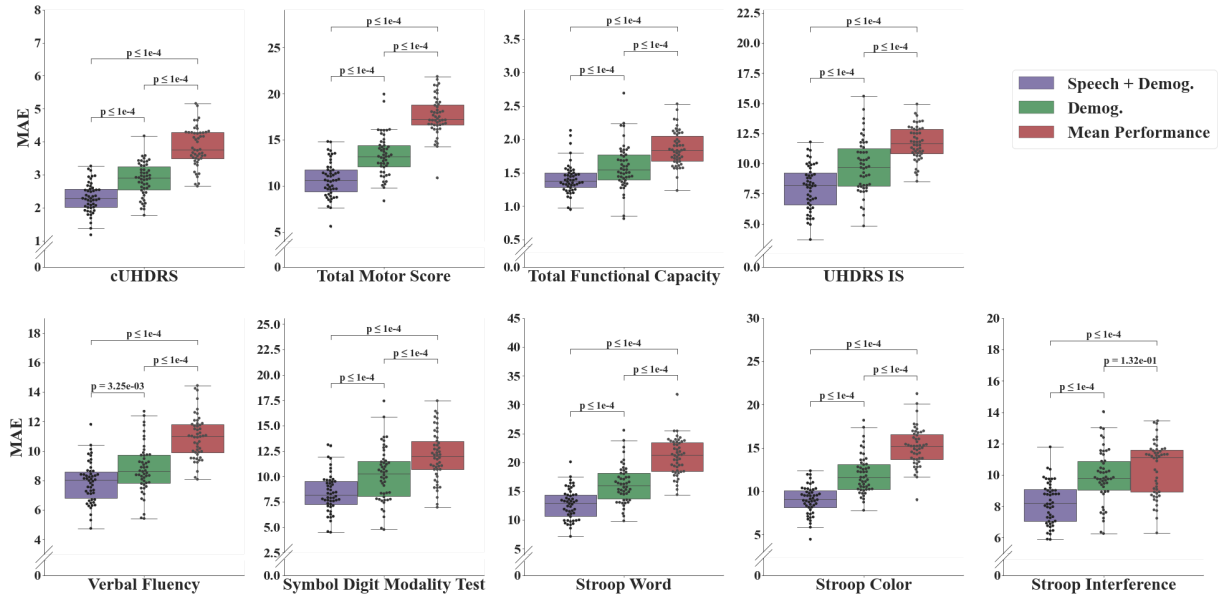 MAE
8
7
6
5
4
3
2
1
0
p ≤ 1e-4
p ≤ 1e-4
p ≤ 1e-4
cUHDRS
25
20
15
10
5
0
p ≤ 1e-4
p ≤ 1e-4
p ≤ 1e-4
Total Motor Score
3.5
3.0
2.5
2.0
1.5
1.0
0.5
0.0
p ≤ 1e-4
p ≤ 1e-4
p ≤ 1e-4
Total Functional Capacity
22.5
20.0
17.5
15.0
12.5
10.0
7.5
5.0
0.0
p ≤ 1e-4
p ≤ 1e-4
p ≤ 1e-4
UHDRS IS
Speech + Demog.
Demog.
Mean Performance
MAE
18
16
14
12
10
8
6
4
0
p ≤ 1e-4
p ≤ 1e-4
p = 3.25e-03
Verbal Fluency
25.0
22.5
20.0
17.5
15.0
12.5
10.0
7.5
5.0
2.5
0.0
p ≤ 1e-4
p ≤ 1e-4
p ≤ 1e-4
Symbol Digit Modality Test
45
40
35
30
25
20
15
10
5
0
p ≤ 1e-4
p ≤ 1e-4
p ≤ 1e-4
Stroop Word
30
25
20
15
10
5
0
p ≤ 1e-4
p ≤ 1e-4
p ≤ 1e-4
Stroop Color
20
18
16
14
12
10
8
6
0
p ≤ 1e-4
p = 1.32e-01
p ≤ 1e-4
Stroop Interference